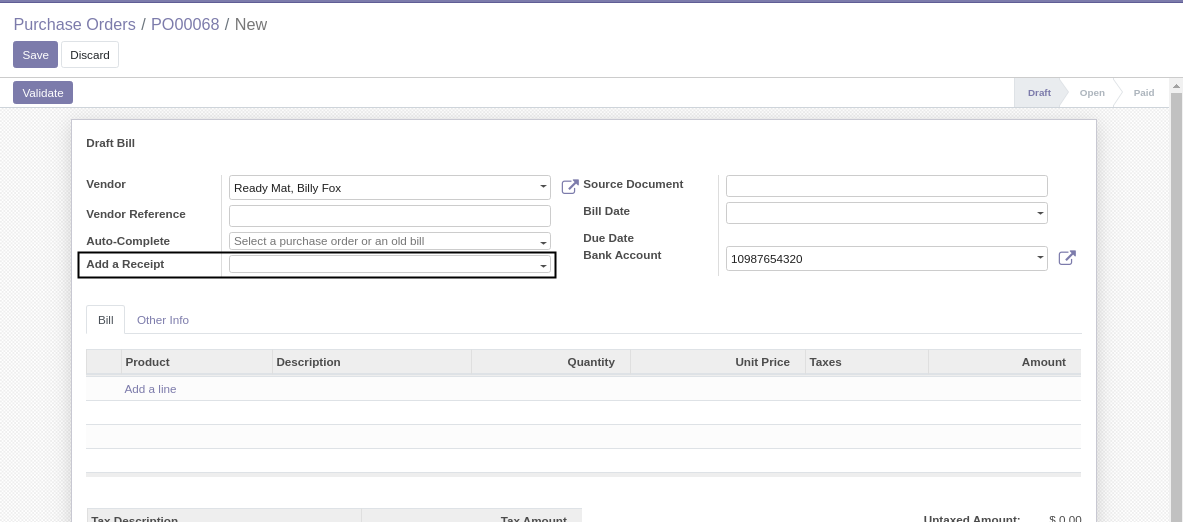 Purchase Orders / PO00068 / New
Save Discard
Validate Draft Open Paid
Draft Bill
Vendor Ready Mat, Billy Fox Source Document
Vendor Reference Bill Date
Auto-Complete Select a purchase order or an old bill Due Date
Add a Receipt Bank Account 10987654320
Bill Other Info
Product Description Quantity Unit Price Taxes Amount
Add a line
Tax Description Tax Amount Untaxed Amount: $ 0.00